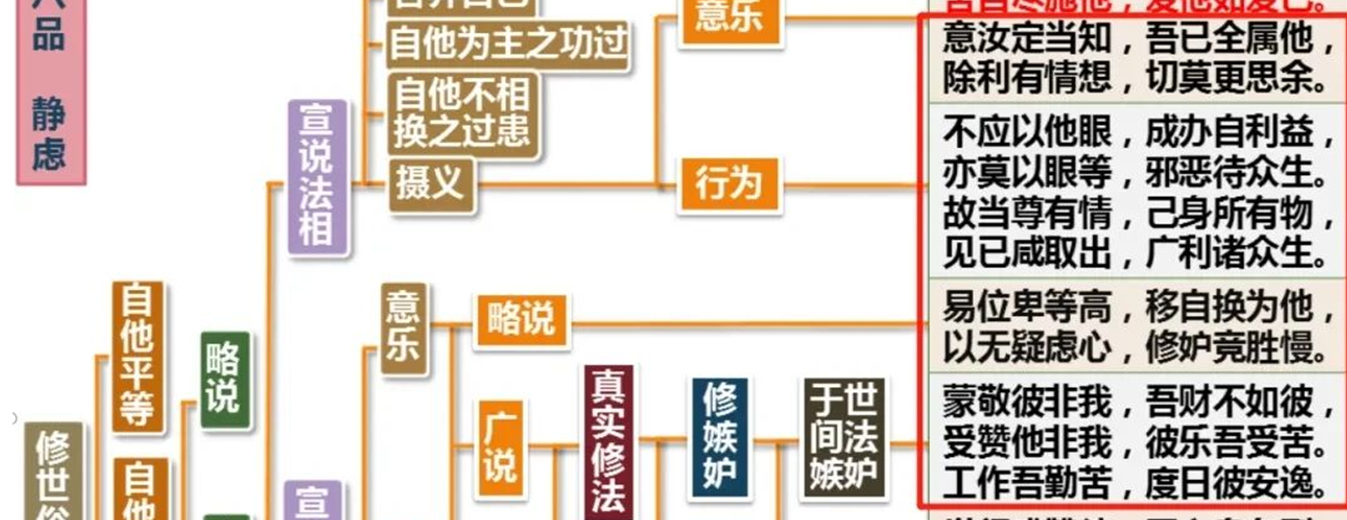 品
静
虑
自他为主之功过
自他不相
换之过患
摄义
宣说法相
意乐
行为
意汝定当知，吾已全属他，
除利有情想，切莫更思余。
不应以他眼，成办自利益，
亦莫以眼等，邪恶待众生。
故当尊有情，己身所有物，
见已咸取出，广利诸众生。
自他平等
略说
意乐
略说
易位卑等高，移自换为他，
以无疑虑心，修妒竞胜慢。
广说
真实修法
修嫉妒
于世
间法
嫉妒
蒙敬彼非我，吾财不如彼，
受赞他非我，彼乐吾受苦。
工作吾勤苦，度日彼安逸。
修世俗
自他
宣